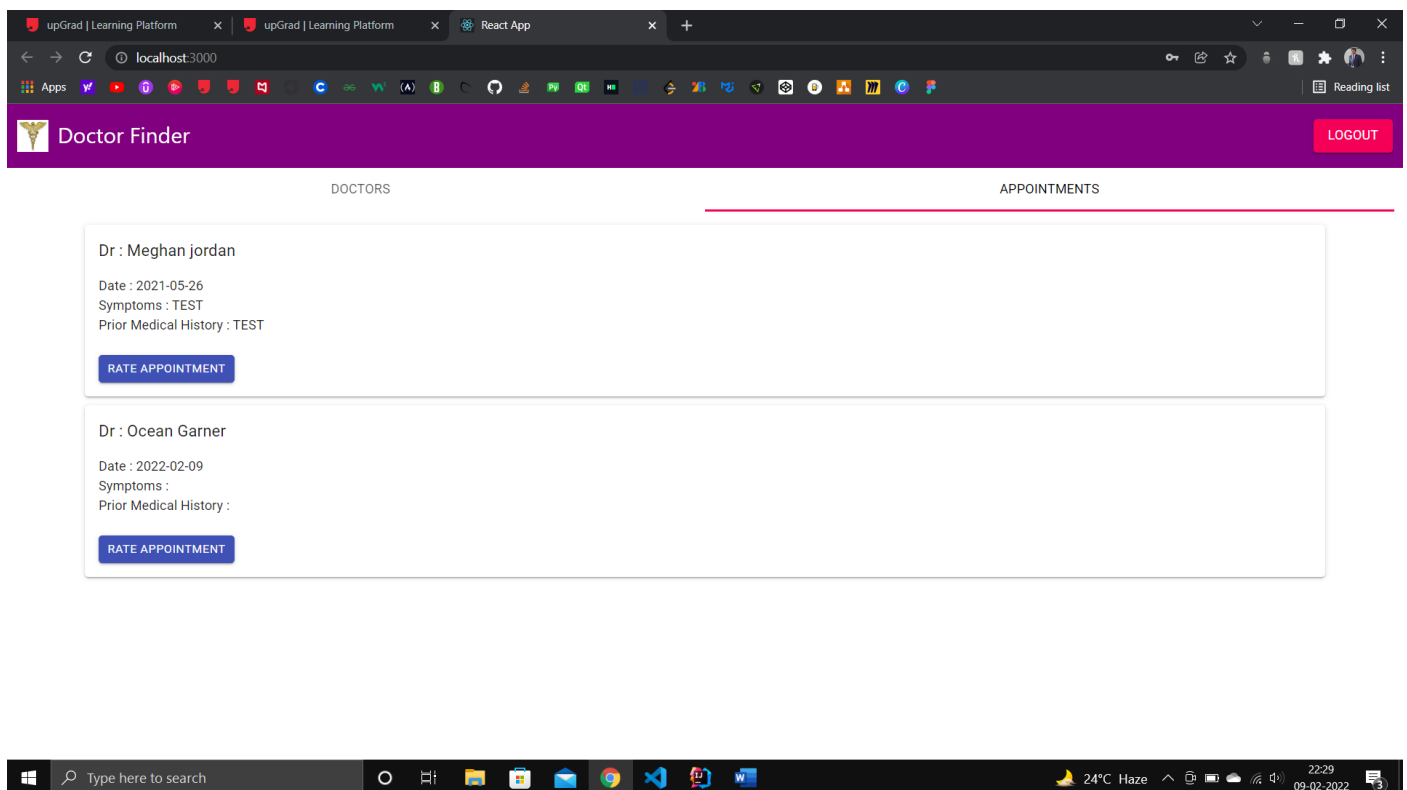 upGrad | Learning Platform
upGrad | Learning Platform
React App
localhost:3000
Apps
Reading list
Doctor Finder
LOGOUT
DOCTORS
APPOINTMENTS
Dr : Meghan jordan
Date : 2021-05-26
Symptoms : TEST
Prior Medical History : TEST
RATE APPOINTMENT
Dr : Ocean Garner
Date : 2022-02-09
Symptoms :
Prior Medical History :
RATE APPOINTMENT
Type here to search
24°C Haze
22:29
09-02-2022